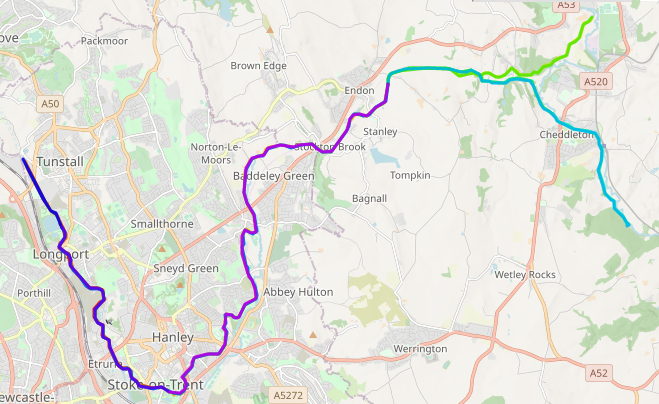 A53
ove
Packmoor
Brown Edge
A520
Endon
A50
Stanley
Cheddleton
Norton-Le-
Moors
Stockton Brook
Tunstall
Baddeley Green
Tompkin
Bagnall
Smallthorne
Longport
Sneyd Green
Wetley Rocks
Porthill
Abbey Hulton
Hanley
Werrington
Etruria
A52
Stoke-on-Trent
ewcastle-
A5272